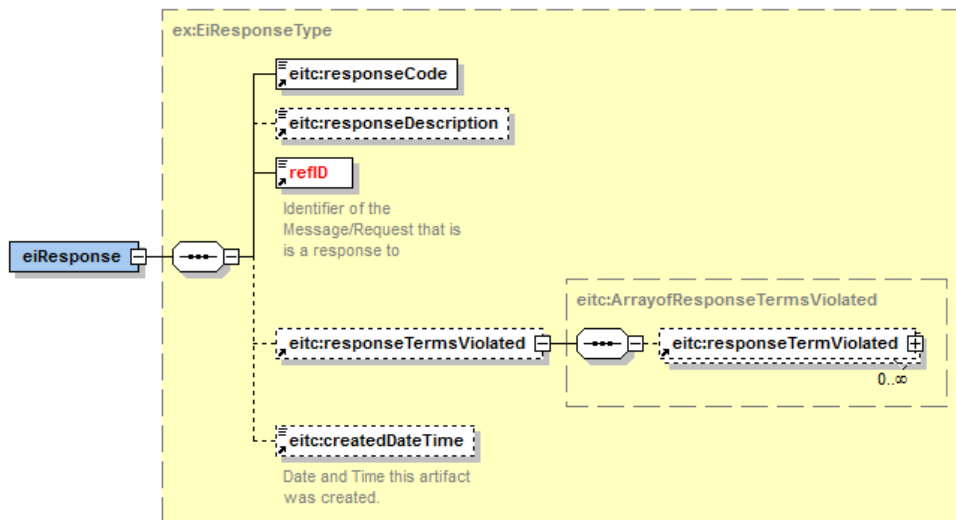 ex:EiResponseType
eitc:responseCode
eitc:responseDescription
refID
Identifier of the
Message/Request that is
is a response to
eiResponse
eitc:ArrayofResponseTermsViolated
eitc:responseTermsViolated
eitc:responseTermViolated
0..∞
eitc:createdDateTime
Date and Time this artifact
was created.